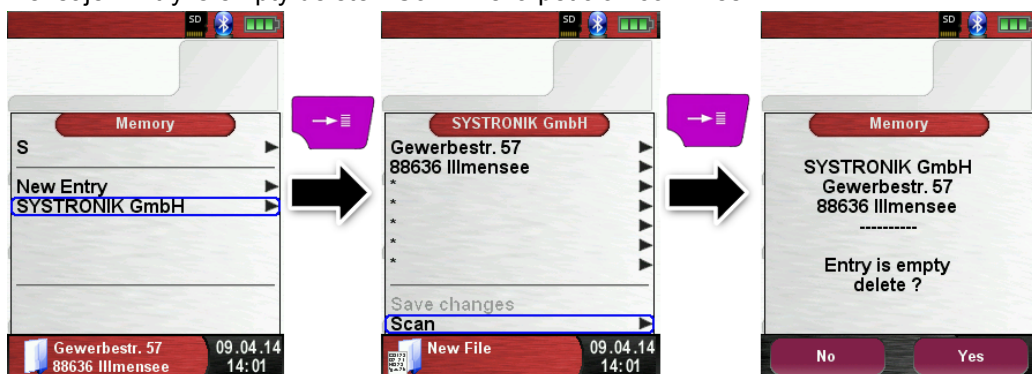 SD
Memory
S
New Entry
SYSTRONIK GmbH
Gewerbestr. 57
88636 Illmensee
09.04.14
14:01
SD
SYSTRONIK GmbH
Gewerbestr. 57
88636 Illmensee
*
*
*
*
*
Save changes
Scan
New File
09.04.14
14:01
SD
Memory
SYSTRONIK GmbH
Gewerbestr. 57
88636 Illmensee
----------
Entry is empty
delete ?
No
Yes